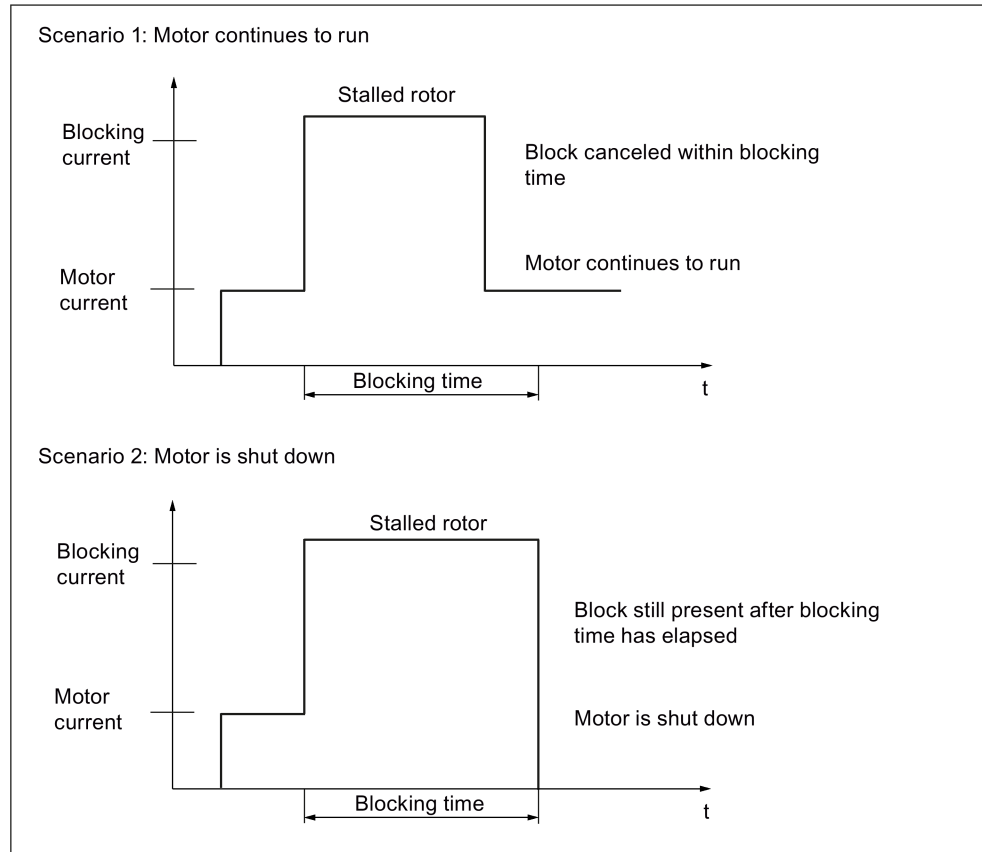 Scenario 1: Motor continues to run
Stalled rotor
Blocking
current
Block canceled within blocking
time
Motor continues to run
Motor
current
Blocking time
t
Scenario 2: Motor is shut down
Stalled rotor
Blocking
current
Block still present after blocking
time has elapsed
Motor
current
Motor is shut down
Blocking time
t